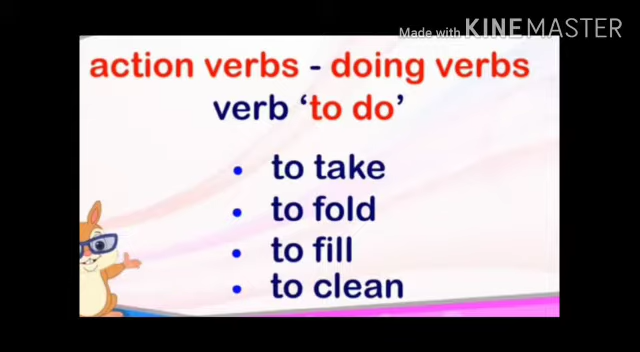 Made with KINEMASTER
action verbs - doing verbs
verb ‘to do’
• to take
• to fold
• to fill
• to clean